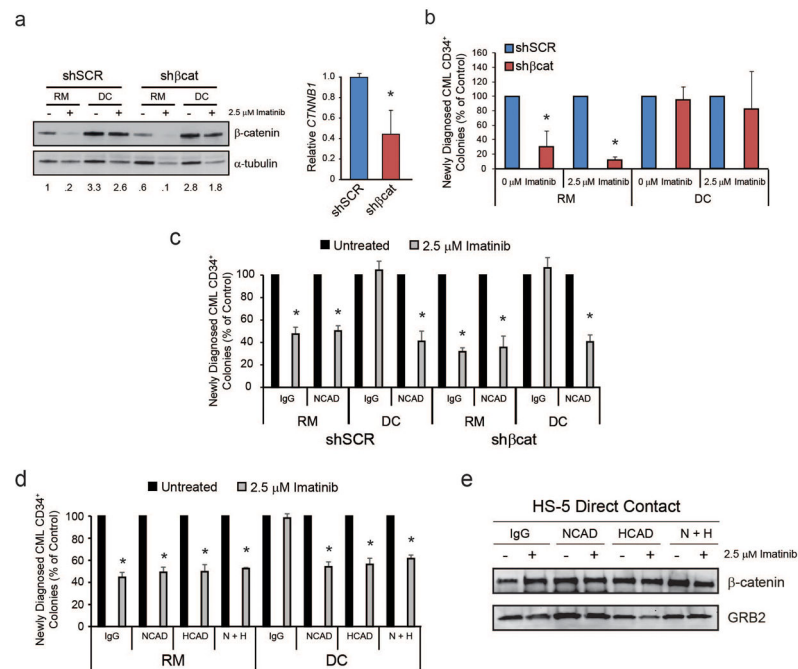 a
shSCR shβcat
RM DC RM DC
- + - + - + - + 2.5 μM Imatinib
β-catenin
α-tubulin
1 .2 3.3 2.6 .6 .1 2.8 1.8
Relative CTNNB1
1.2
1.0
0.8
0.6
0.4
0.2
0.0
*
shSCR shβcat
b
Newly Diagnosed CML CD34+
Colonies (% of Control)
shSCR
shβcat
160
140
120
100
80
60
40
20
0
* *
0 μM Imatinib 2.5 μM Imatinib 0 μM Imatinib 2.5 μM Imatinib
RM DC
c
Untreated 2.5 μM Imatinib
Newly Diagnosed CML CD34+
Colonies (% of Control)
100
80
60
40
20
0
* * * * * *
IgG NCAD IgG NCAD IgG NCAD IgG NCAD
RM DC RM DC
shSCR shβcat
d
Untreated 2.5 μM Imatinib
Newly Diagnosed CML CD34+
Colonies (% of Control)
100
80
60
40
20
0
* * * * * * *
IgG NCAD HCAD N + H IgG NCAD HCAD N + H
RM DC
e
HS-5 Direct Contact
IgG NCAD HCAD N + H
- + - + - + - + 2.5 μM Imatinib
β-catenin
GRB2